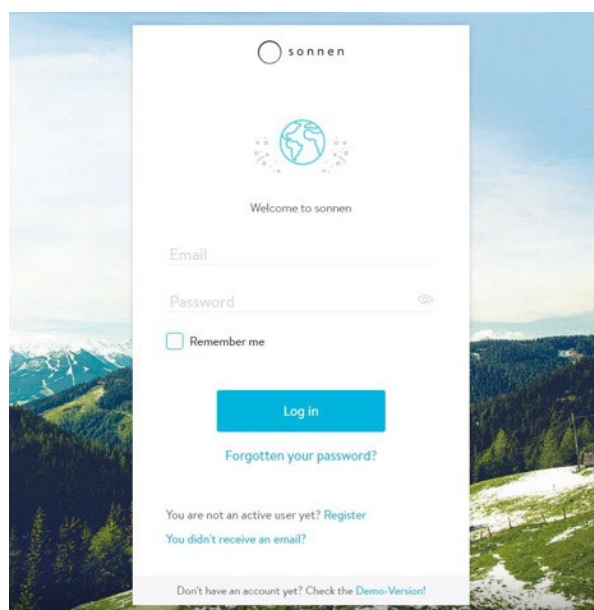 sonnen
Welcome to sonnen
Email
Password
Remember me
Log in
Forgotten your password?
You are not an active user yet? Register
You didn't receive an email?
Don't have an account yet? Check the Demo-Version!